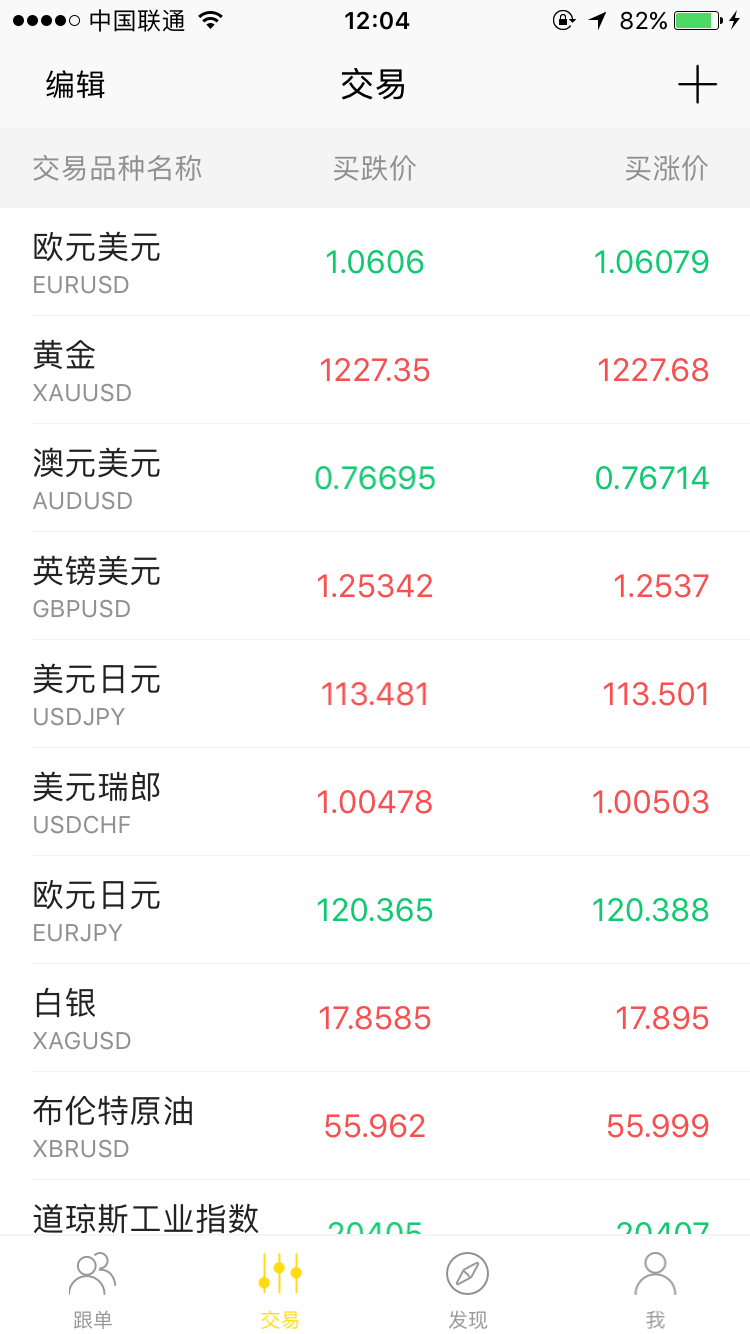 中国联通 12:04 82%
编辑 交易
交易品种名称 买跌价 买涨价
欧元美元
EURUSD 1.0606 1.06079
黄金
XAUUSD 1227.35 1227.68
澳元美元
AUDUSD 0.76695 0.76714
英镑美元
GBPUSD 1.25342 1.2537
美元日元
USDJPY 113.481 113.501
美元瑞郎
USDCHF 1.00478 1.00503
欧元日元
EURJPY 120.365 120.388
白银
XAGUSD 17.8585 17.895
布伦特原油
XBRUSD 55.962 55.999
道琼斯工业指数 20405 20407
跟单 交易 发现 我